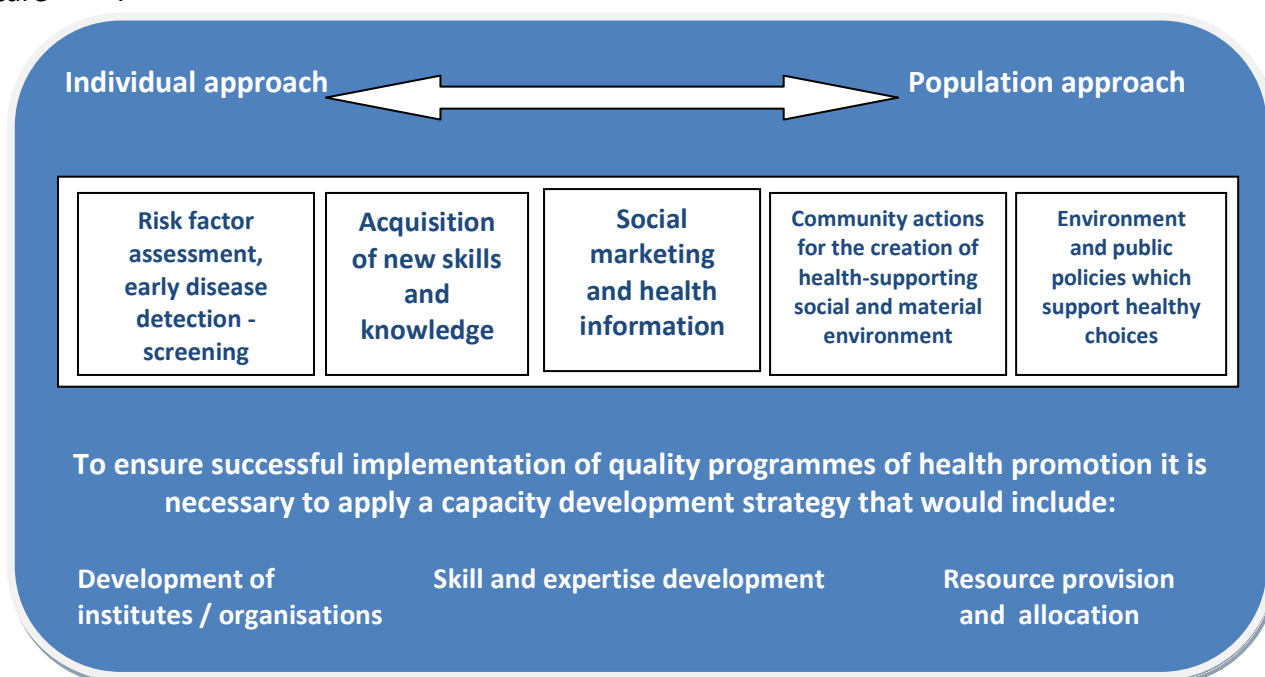 Individual approach
Population approach
Risk factor
assessment,
early disease
detection -
screening
Acquisition
of new skills
and
knowledge
Social
marketing
and health
information
Community actions
for the creation of
health-supporting
social and material
environment
Environment
and public
policies which
support healthy
choices
To ensure successful implementation of quality programmes of health promotion it is
necessary to apply a capacity development strategy that would include:
Development of
institutes / organisations
Skill and expertise development
Resource provision
and allocation